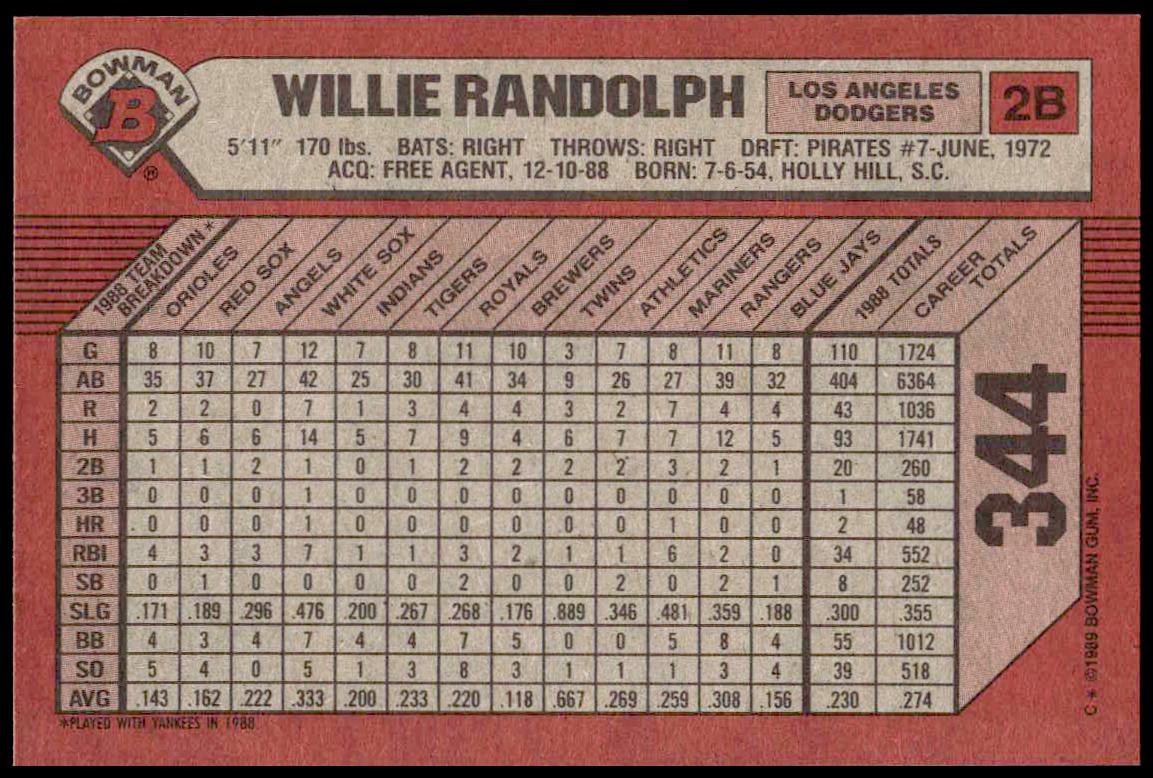 BOWMAN
B
®
WILLIE RANDOLPH
LOS ANGELES
DODGERS
2B
5'11" 170 lbs. BATS: RIGHT THROWS: RIGHT DRFT: PIRATES #7-JUNE, 1972
ACQ: FREE AGENT, 12-10-88 BORN: 7-6-54, HOLLY HILL, S.C.
1988 TEAM
BREAKDOWN*
ORIOLES
RED SOX
ANGELS
WHITE SOX
INDIANS
TIGERS
ROYALS
BREWERS
TWINS
ATHLETICS
MARINERS
RANGERS
BLUE JAYS
1988 TOTALS
CAREER
TOTALS
G 8 10 7 12 7 8 11 10 3 7 8 11 8 110 1724
AB 35 37 27 42 25 30 41 34 9 26 27 39 32 404 6364
R 2 2 0 7 1 3 4 4 3 2 7 4 4 43 1036
H 5 6 6 14 5 7 9 4 6 7 7 12 5 93 1741
2B 1 1 2 1 0 1 2 2 2 2 3 2 1 20 260
3B 0 0 0 1 0 0 0 0 0 0 0 0 0 1 58
HR 0 0 0 1 0 0 0 0 0 0 1 0 0 2 48
RBI 4 3 3 7 1 1 3 2 1 1 6 2 0 34 552
SB 0 1 0 0 0 0 2 0 0 2 0 2 1 8 252
SLG .171 .189 .296 .476 .200 .267 .268 .176 .889 .346 .481 .359 .188 .300 .355
BB 4 3 4 7 4 4 7 5 0 0 5 8 4 55 1012
SO 5 4 0 5 1 3 8 3 1 1 1 3 4 39 518
AVG .143 .162 .222 .333 .200 .233 .220 .118 .667 .269 .259 .308 .156 .230 .274
*PLAYED WITH YANKEES IN 1988
344
C* ©1989 BOWMAN GUM, INC.